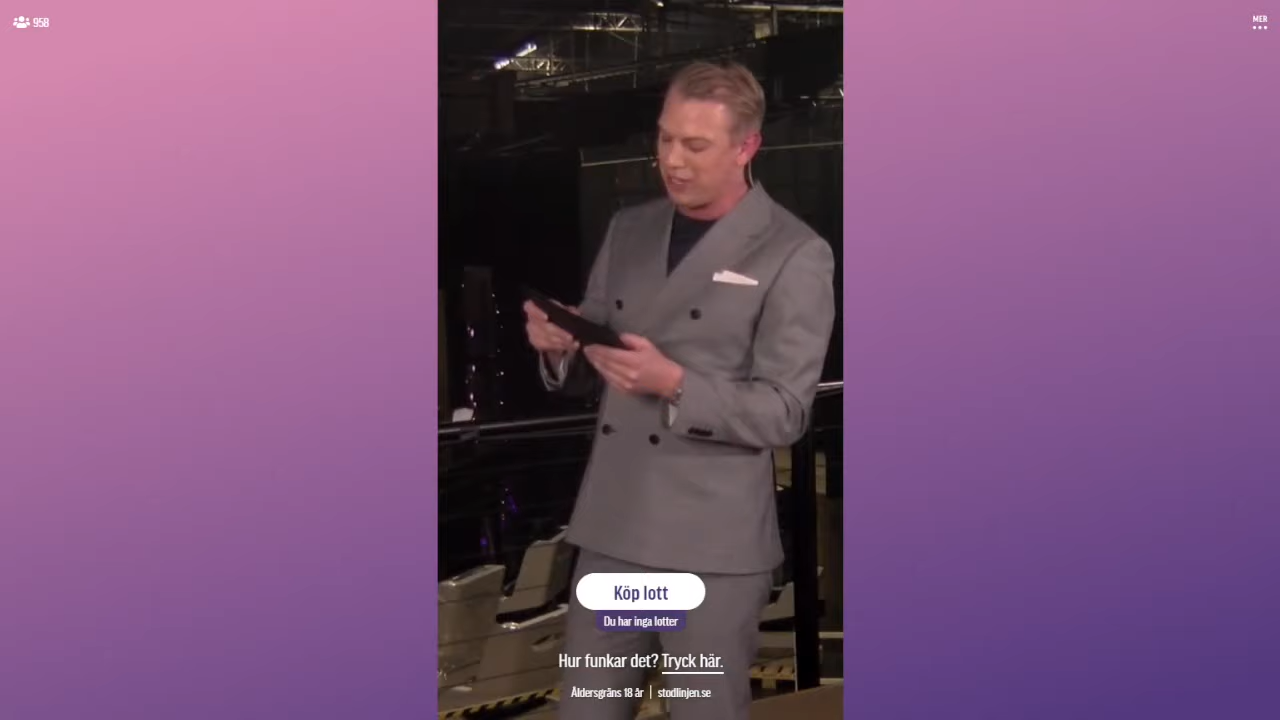 958
MER
Köp lott
Du har inga lotter
Hur funkar det? Tryck här.
Åldersgräns 18 år | stodlinjen.se